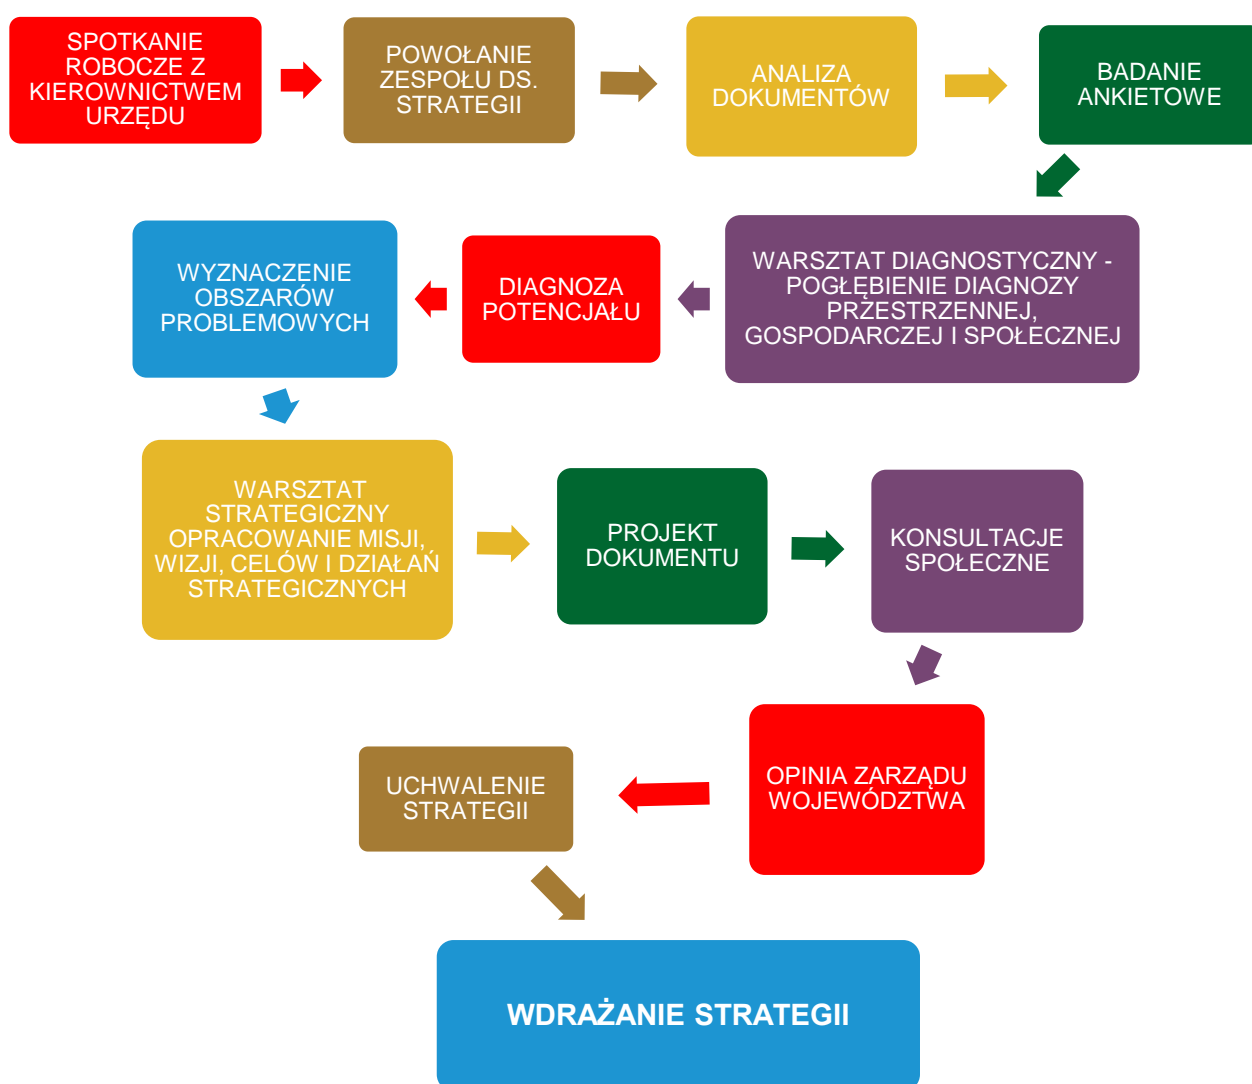 SPOTKANIE
ROBOCZE Z
KIEROWNICTWEM
URZĘDU
POWOŁANIE
ZESPOŁU DS.
STRATEGII
ANALIZA
DOKUMENTÓW
BADANIE
ANKIETOWE
WARSZTAT DIAGNOSTYCZNY -
POGŁĘBIENIE DIAGNOZY
PRZESTRZENNEJ,
GOSPODARCZEJ I SPOŁECZNEJ
DIAGNOZA
POTENCJAŁU
WYZNACZENIE
OBSZARÓW
PROBLEMOWYCH
WARSZTAT
STRATEGICZNY
OPRACOWANIE MISJI,
WIZJI, CELÓW I DZIAŁAŃ
STRATEGICZNYCH
PROJEKT
DOKUMENTU
KONSULTACJE
SPOŁECZNE
OPINIA ZARZĄDU
WOJEWÓDZTWA
UCHWALENIE
STRATEGII
WDRAŻANIE STRATEGII